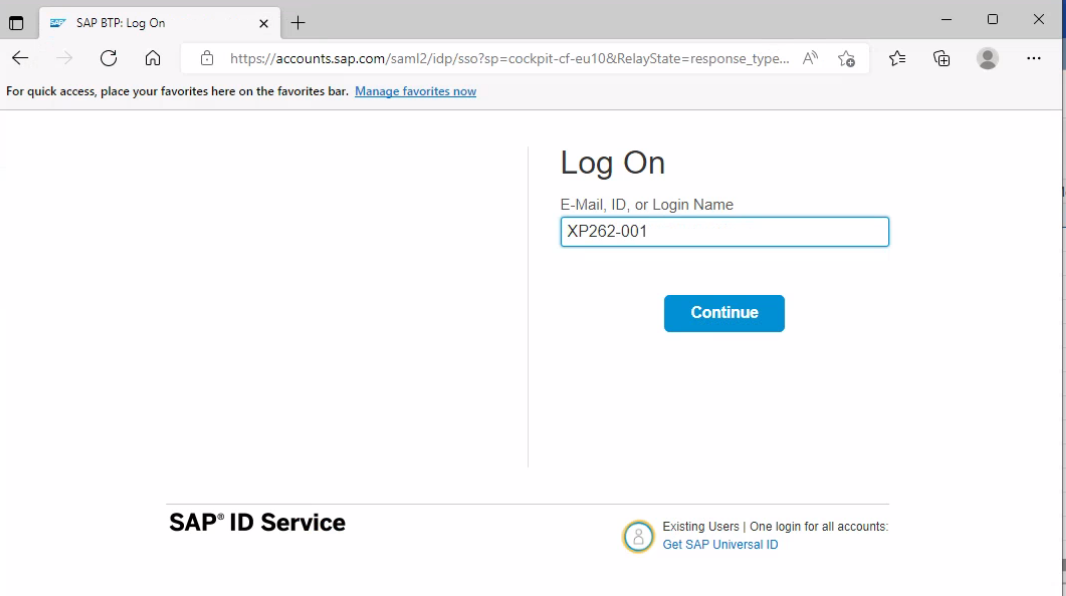 SAP BTP: Log On
https://accounts.sap.com/saml2/idp/sso?sp=cockpit-cf-eu10&RelayState=response_type...
For quick access, place your favorites here on the favorites bar. Manage favorites now
Log On
E-Mail, ID, or Login Name
XP262-001
Continue
SAP® ID Service
Existing Users | One login for all accounts:
Get SAP Universal ID